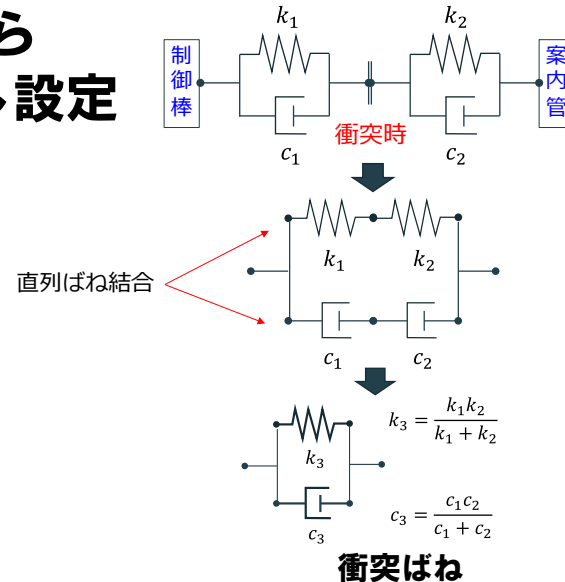 ら
設定
制御棒
k₁
c₁
衝突時
k₂
c₂
案内管
直列ばね結合
k₁
k₂
c₁
c₂
k₃
c₃
k₃ = k₁k₂ / (k₁ + k₂)
c₃ = c₁c₂ / (c₁ + c₂)
衝突ばね